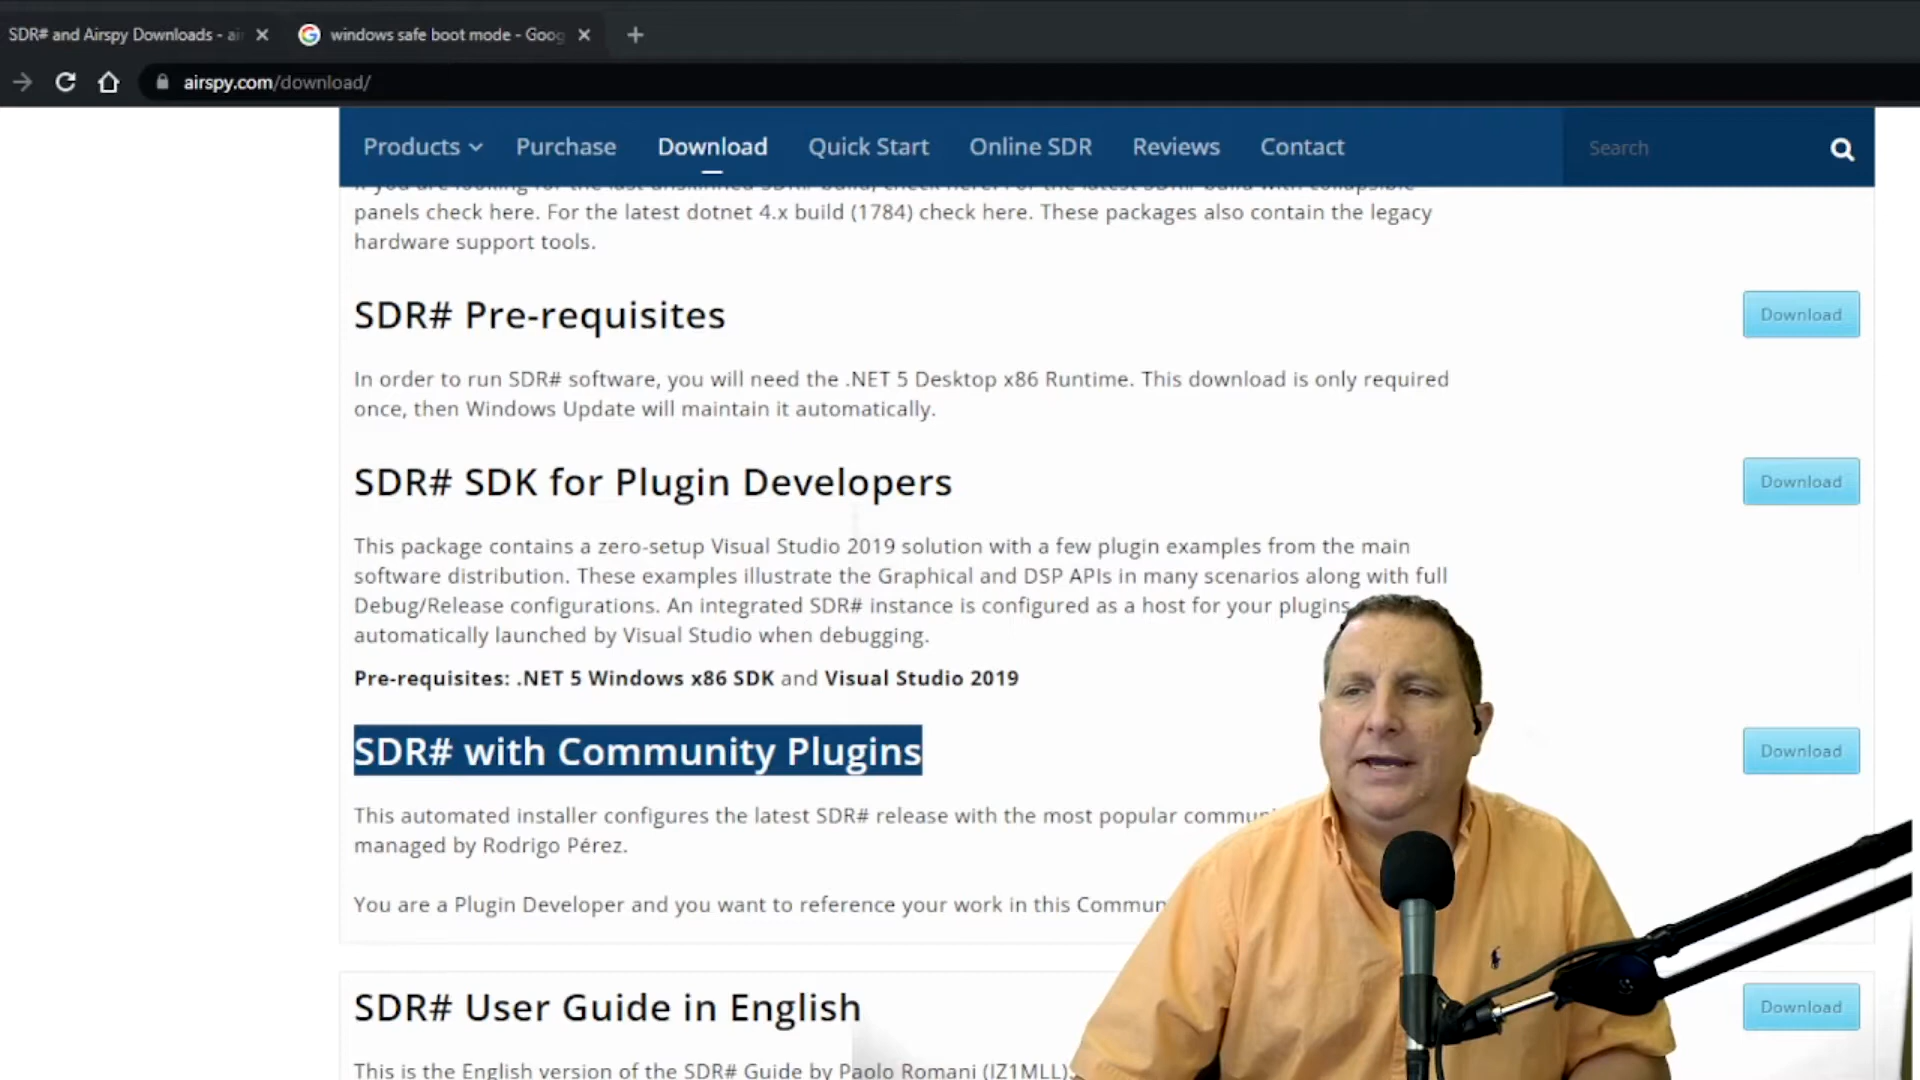 SDR# and Airspy Downloads - ai
windows safe boot mode - Goog
airspy.com/download/
Products Purchase Download Quick Start Online SDR Reviews Contact Search
panels check here. For the latest dotnet 4.x build (1784) check here. These packages also contain the legacy
hardware support tools.
SDR# Pre-requisites
Download
In order to run SDR# software, you will need the .NET 5 Desktop x86 Runtime. This download is only required
once, then Windows Update will maintain it automatically.
SDR# SDK for Plugin Developers
Download
This package contains a zero-setup Visual Studio 2019 solution with a few plugin examples from the main
software distribution. These examples illustrate the Graphical and DSP APIs in many scenarios along with full
Debug/Release configurations. An integrated SDR# instance is configured as a host for your plugins
automatically launched by Visual Studio when debugging.
Pre-requisites: .NET 5 Windows x86 SDK and Visual Studio 2019
SDR# with Community Plugins
Download
This automated installer configures the latest SDR# release with the most popular commu
managed by Rodrigo Pérez.
You are a Plugin Developer and you want to reference your work in this Commun
SDR# User Guide in English
Download
This is the English version of the SDR# Guide by Paolo Romani (IZ1MLL)